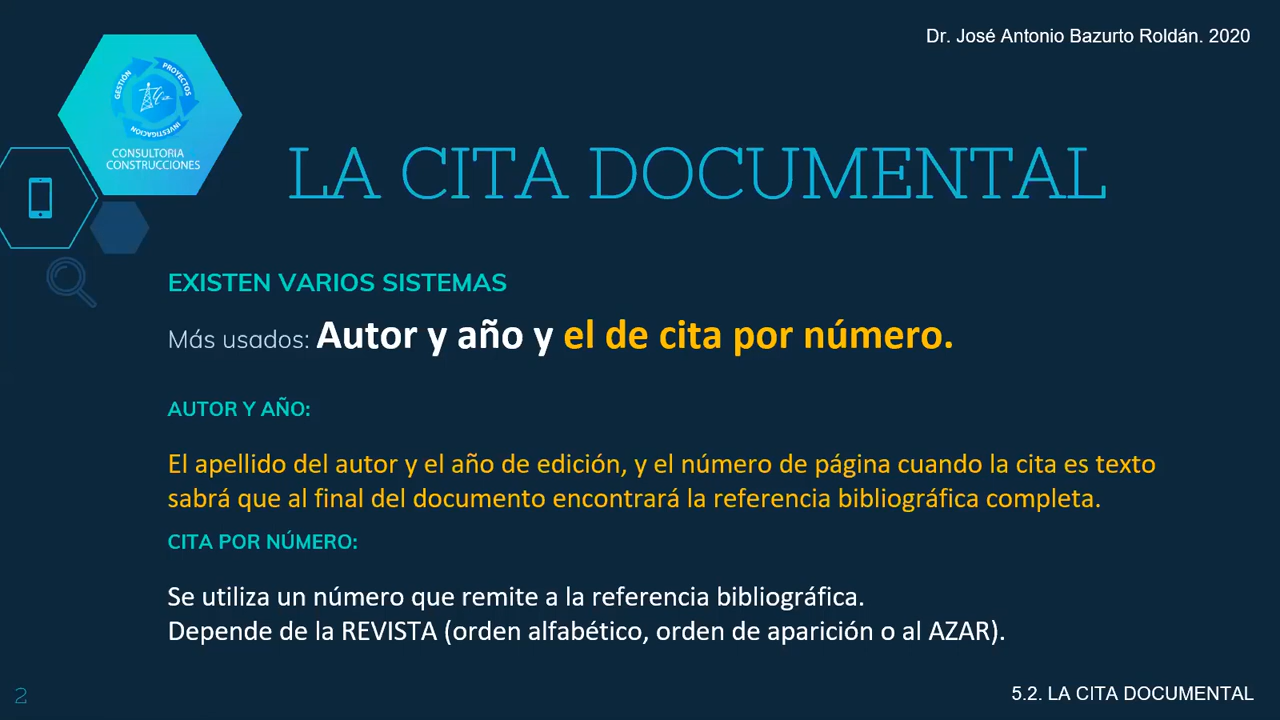 Dr. José Antonio Bazurto Roldán. 2020
GESTIÓN
PROYECTOS
INVESTIGACIÓN
CONSULTORIA
CONSTRUCCIONES
LA CITA DOCUMENTAL
EXISTEN VARIOS SISTEMAS
Más usados: Autor y año y el de cita por número.
AUTOR Y AÑO:
El apellido del autor y el año de edición, y el número de página cuando la cita es texto
sabrá que al final del documento encontrará la referencia bibliográfica completa.
CITA POR NÚMERO:
Se utiliza un número que remite a la referencia bibliográfica.
Depende de la REVISTA (orden alfabético, orden de aparición o al AZAR).
2
5.2. LA CITA DOCUMENTAL